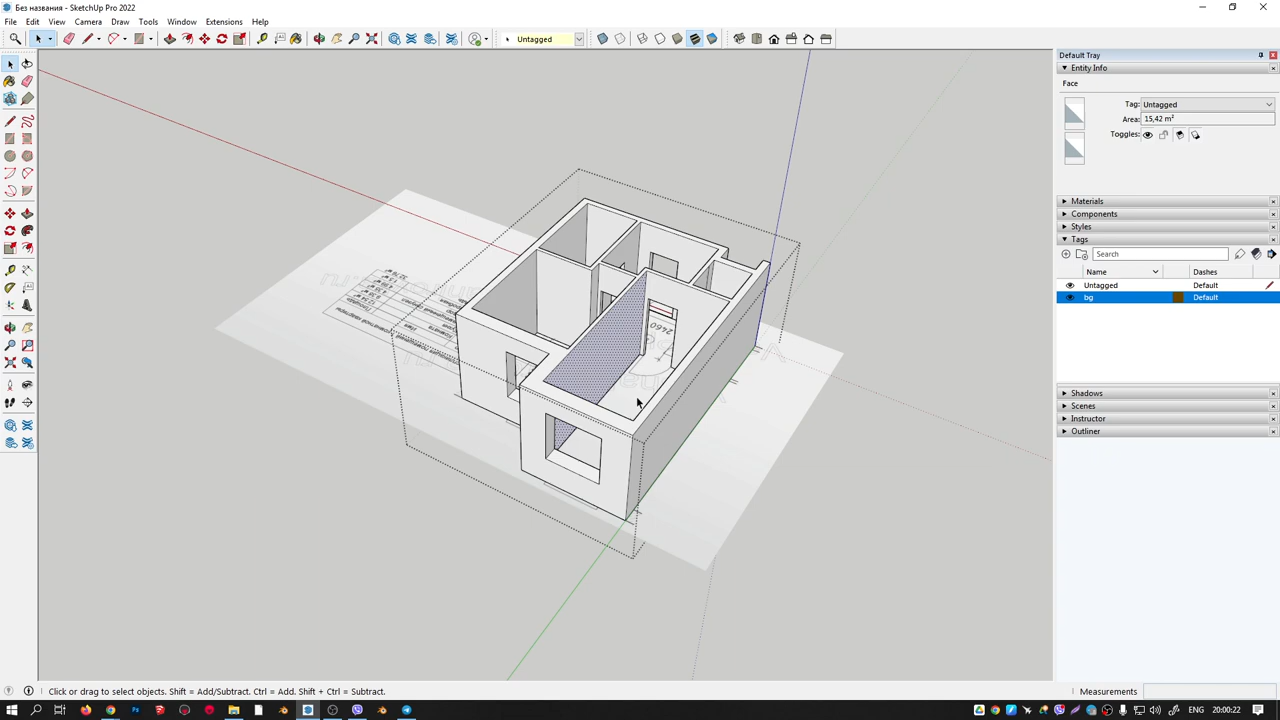 Без названия - SketchUp Pro 2022
File Edit View Camera Draw Tools Window Extensions Help
Untagged
Default Tray
Entity Info
Face
Tag: Untagged
Area: 15,42 m²
Toggles:
Materials
Components
Styles
Tags
Search
Name Dashes
Untagged Default
bg Default
Shadows
Scenes
Instructor
Outliner
2660
Click or drag to select objects. Shift = Add/Subtract. Ctrl = Add. Shift + Ctrl = Subtract.
Measurements
ENG 20:00:22